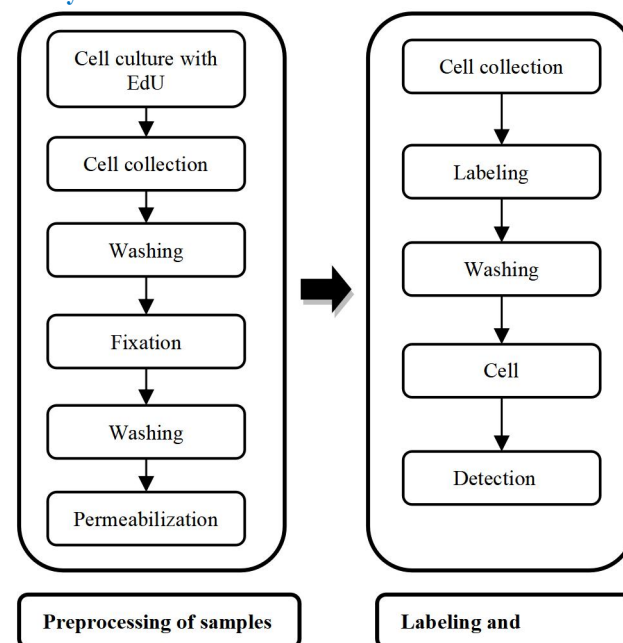 Cell culture with
EdU
Cell collection
Washing
Fixation
Washing
Permeabilization
Preprocessing of samples
Cell collection
Labeling
Washing
Cell
Detection
Labeling and